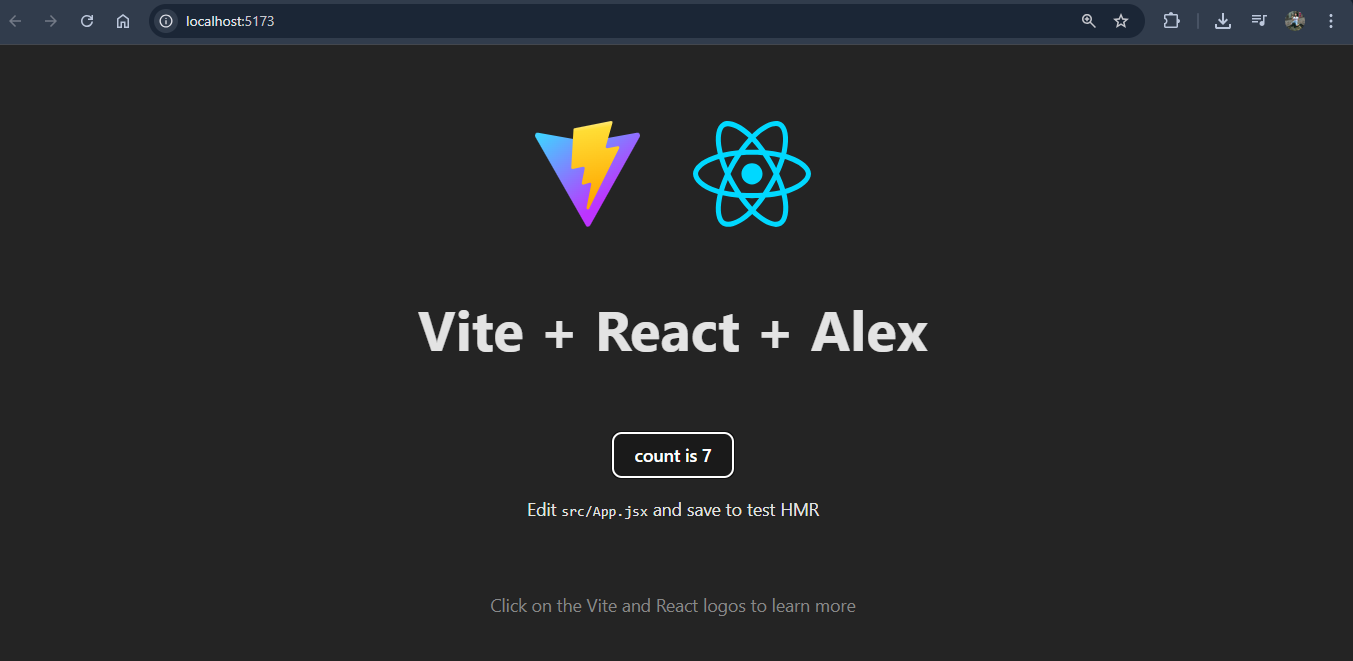 localhost:5173
Vite + React + Alex
count is 7
Edit src/App.jsx and save to test HMR
Click on the Vite and React logos to learn more